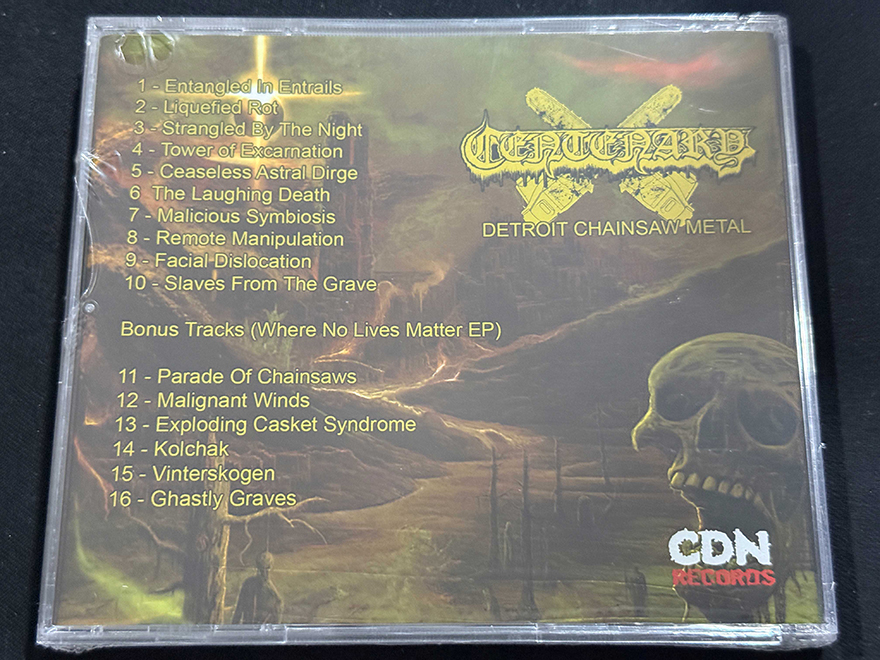 1 - Entangled In Entrails
2 - Liquefied Rot
3 - Strangled By The Night
4 - Tower of Excarnation
5 - Ceaseless Astral Dirge
6 The Laughing Death
7 - Malicious Symbiosis
8 - Remote Manipulation
9 - Facial Dislocation
10 - Slaves From The Grave
Bonus Tracks (Where No Lives Matter EP)
11 - Parade Of Chainsaws
12 - Malignant Winds
13 - Exploding Casket Syndrome
14 - Kolchak
15 - Vinterskogen
16 - Ghastly Graves
CENTENARY
DETROIT CHAINSAW METAL
CDN
RECORDS